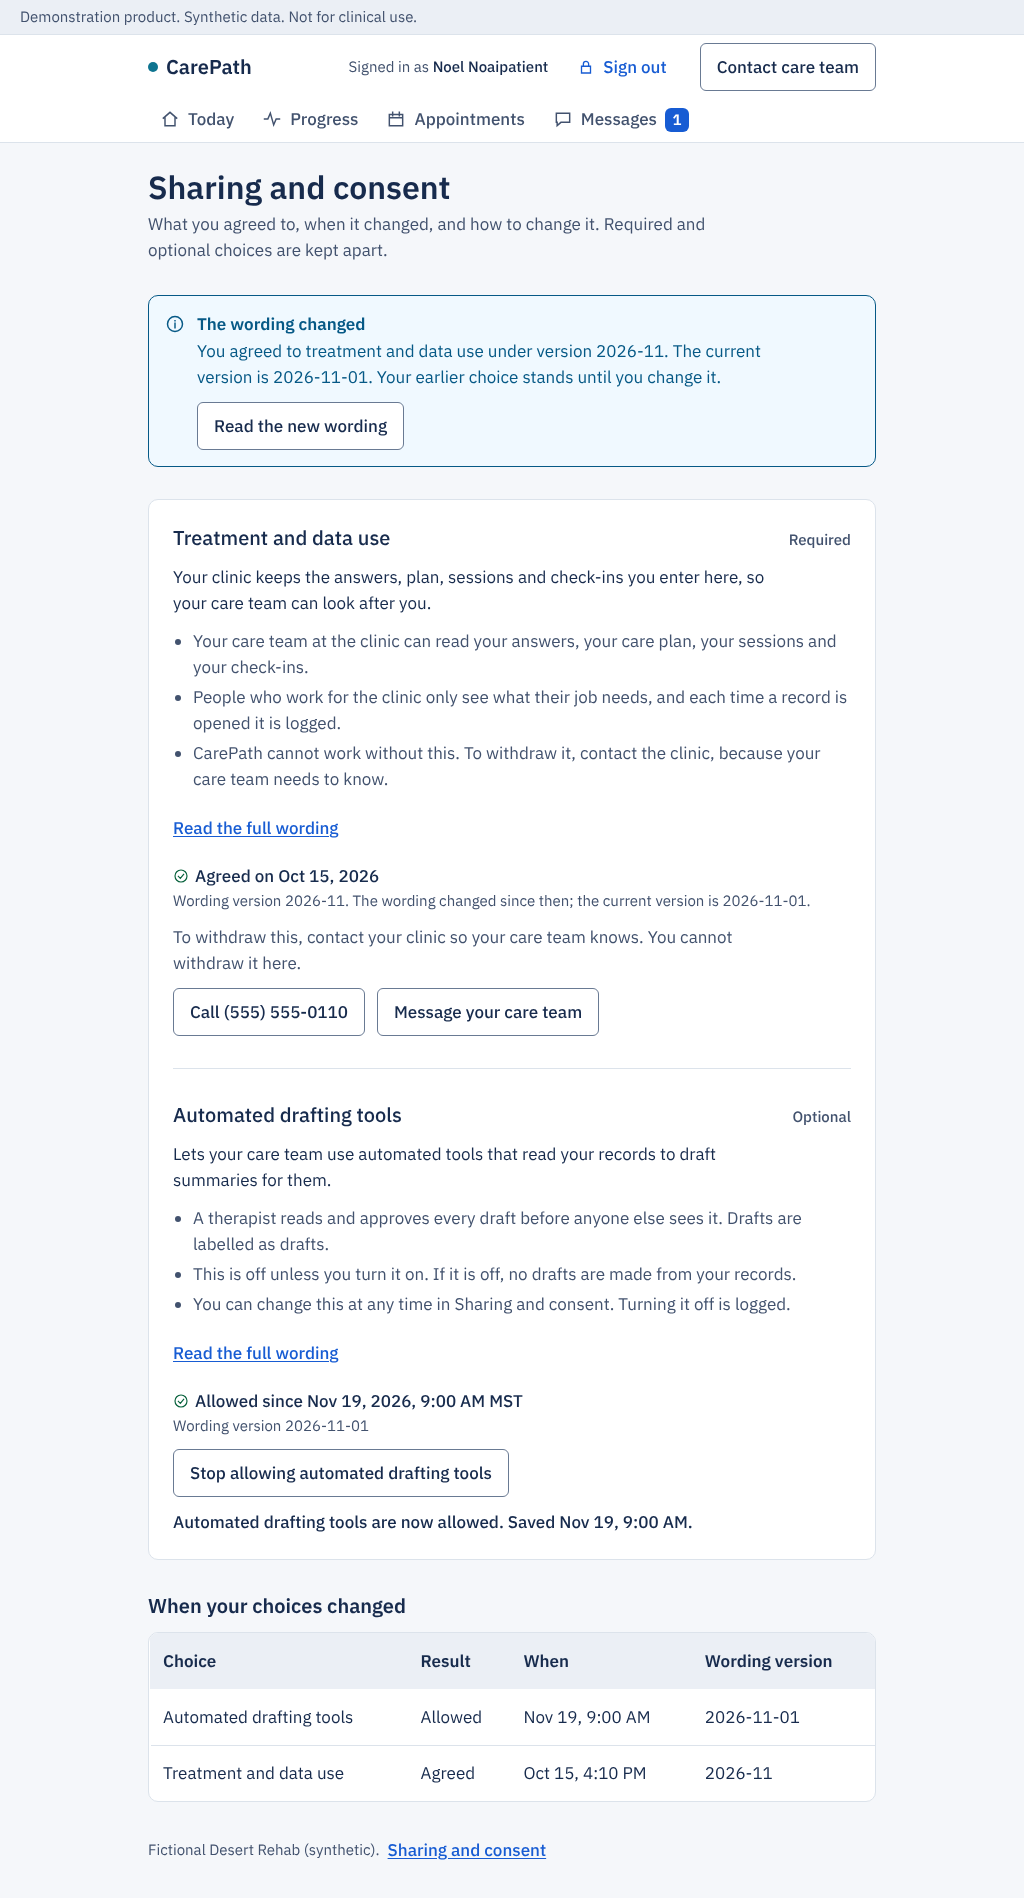 Demonstration product. Synthetic data. Not for clinical use.
CarePath
Signed in as Noel Noaipatient
Sign out
Contact care team
Today
Progress
Appointments
Messages 1
Sharing and consent
What you agreed to, when it changed, and how to change it. Required and
optional choices are kept apart.
The wording changed
You agreed to treatment and data use under version 2026-11. The current
version is 2026-11-01. Your earlier choice stands until you change it.
Read the new wording
Treatment and data use
Required
Your clinic keeps the answers, plan, sessions and check-ins you enter here, so
your care team can look after you.
• Your care team at the clinic can read your answers, your care plan, your sessions and
your check-ins.
• People who work for the clinic only see what their job needs, and each time a record is
opened it is logged.
• CarePath cannot work without this. To withdraw it, contact the clinic, because your
care team needs to know.
Read the full wording
Agreed on Oct 15, 2026
Wording version 2026-11. The wording changed since then; the current version is 2026-11-01.
To withdraw this, contact your clinic so your care team knows. You cannot
withdraw it here.
Call (555) 555-0110
Message your care team
Automated drafting tools
Optional
Lets your care team use automated tools that read your records to draft
summaries for them.
• A therapist reads and approves every draft before anyone else sees it. Drafts are
labelled as drafts.
• This is off unless you turn it on. If it is off, no drafts are made from your records.
• You can change this at any time in Sharing and consent. Turning it off is logged.
Read the full wording
Allowed since Nov 19, 2026, 9:00 AM MST
Wording version 2026-11-01
Stop allowing automated drafting tools
Automated drafting tools are now allowed. Saved Nov 19, 9:00 AM.
When your choices changed
Choice Result When Wording version
Automated drafting tools Allowed Nov 19, 9:00 AM 2026-11-01
Treatment and data use Agreed Oct 15, 4:10 PM 2026-11
Fictional Desert Rehab (synthetic). Sharing and consent